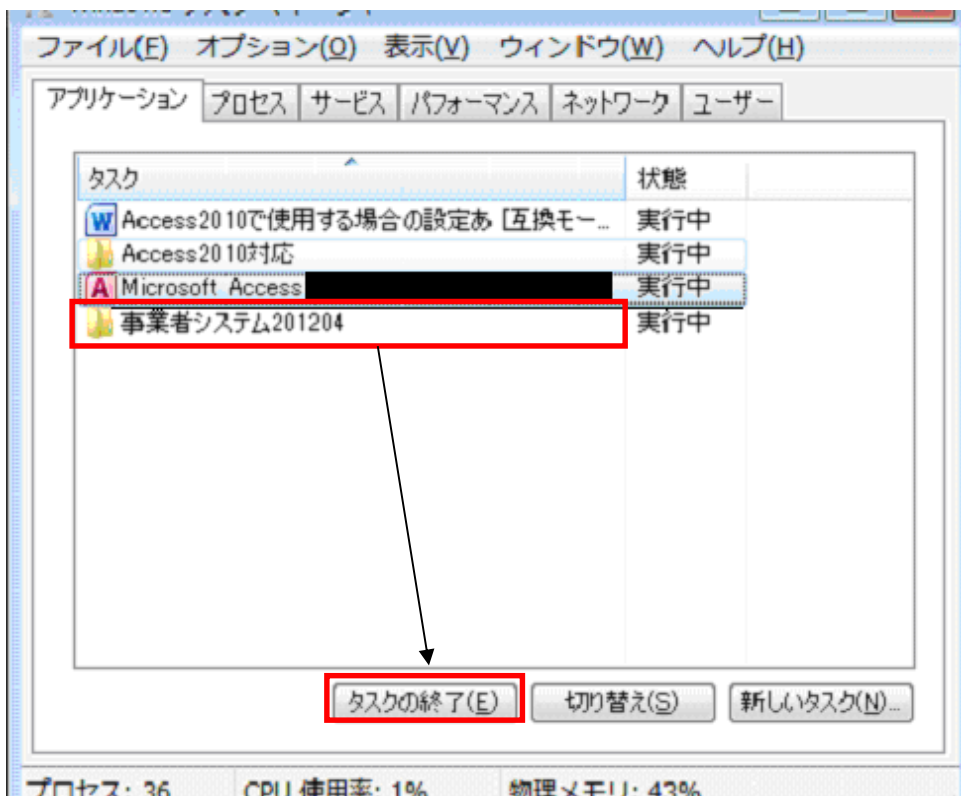 ファイル(F) オプション(O) 表示(V) ウィンドウ(W) ヘルプ(H)
アプリケーション プロセス サービス パフォーマンス ネットワーク ユーザー
タスク 状態
Access2010で使用する場合の設定あ [互換モー... 実行中
Access2010対応 実行中
Microsoft Access 実行中
事業者システム201204 実行中
タスクの終了(E) 切り替え(S) 新しいタスク(N)...
プロセス: 36 CPU 使用率: 1% 物理メモリ: 43%